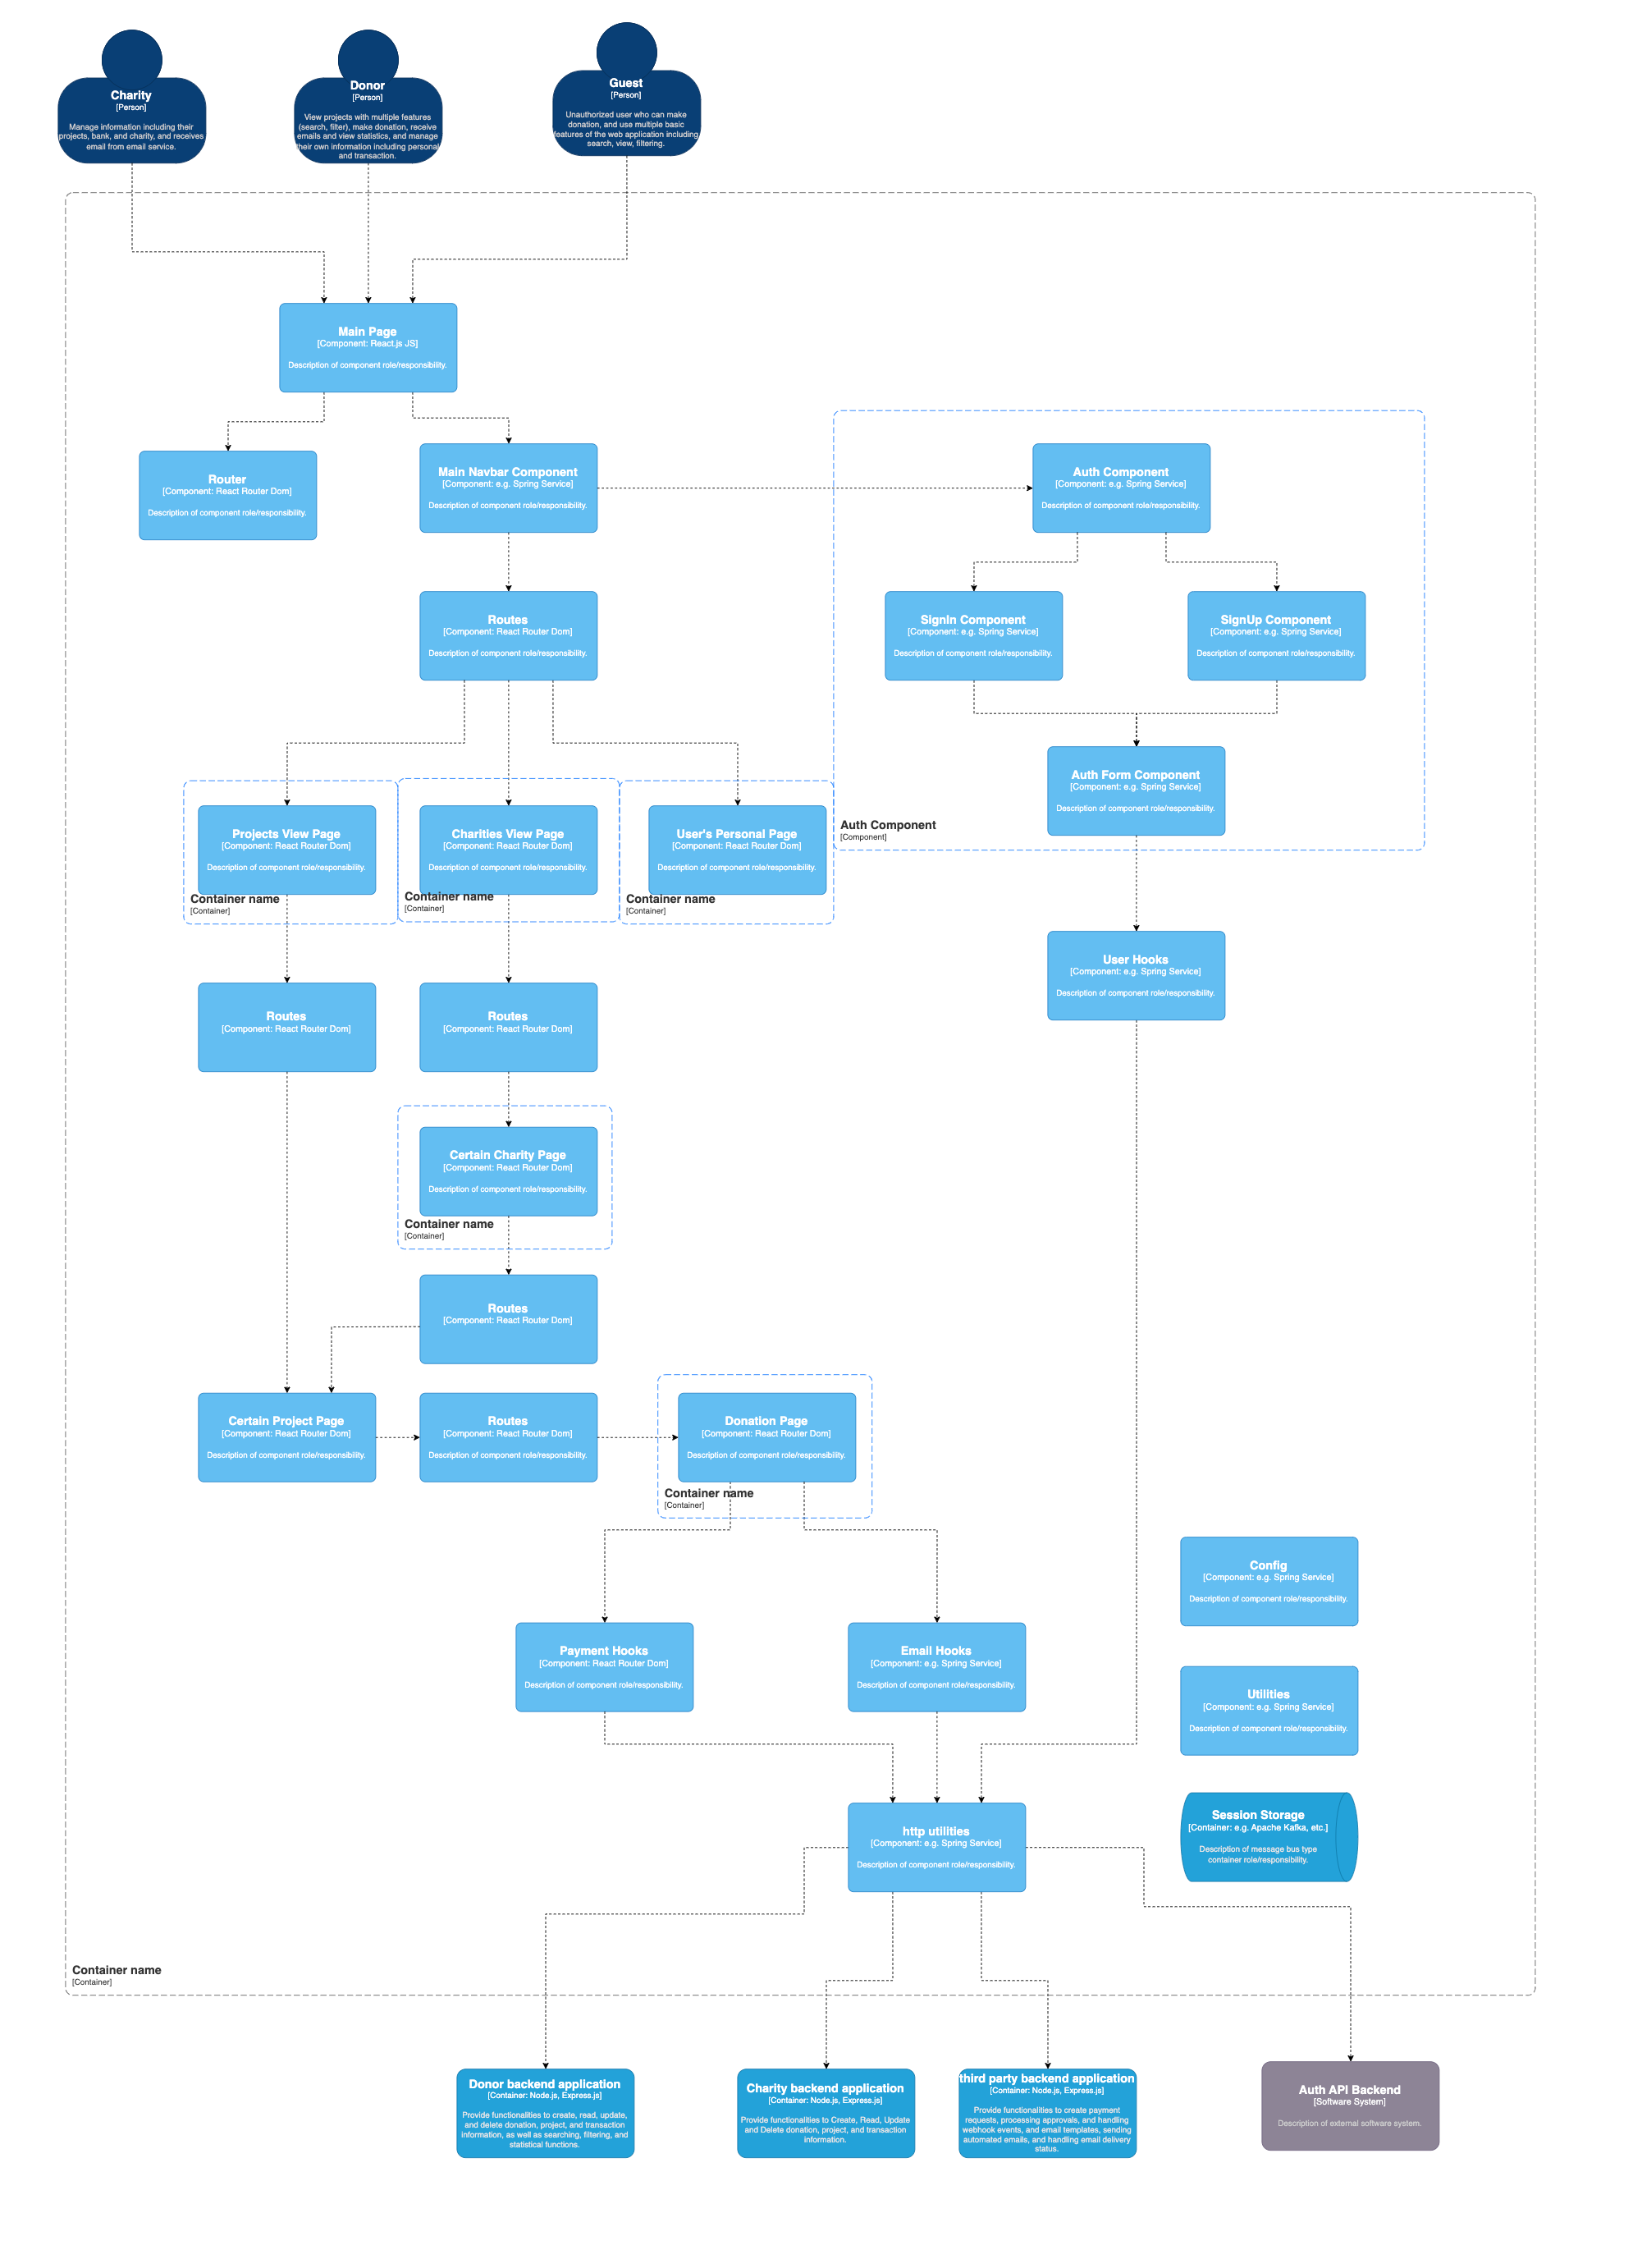 Charity
[Person]
Manage information including their
projects, bank, and charity, and receives
email from email service.
Donor
[Person]
View projects with multiple features
(search, filter), make donation, receive
emails and view statistics, and manage
their own information including personal
and transaction.
Guest
[Person]
Unauthorized user who can make
donation, and use multiple basic
features of the web application including
search, view, filtering.
Main Page
[Component: React.js JS]
Description of component role/responsibility.
Router
[Component: React Router Dom]
Description of component role/responsibility.
Main Navbar Component
[Component: e.g. Spring Service]
Description of component role/responsibility.
Auth Component
[Component: e.g. Spring Service]
Description of component role/responsibility.
Routes
[Component: React Router Dom]
Description of component role/responsibility.
Signin Component
[Component: e.g. Spring Service]
Description of component role/responsibility.
SignUp Component
[Component: e.g. Spring Service]
Description of component role/responsibility.
Auth Form Component
[Component: e.g. Spring Service]
Description of component role/responsibility.
Auth Component
[Component]
Projects View Page
[Component: React Router Dom]
Description of component role/responsibility.
Container name
[Container]
Charities View Page
[Component: React Router Dom]
Description of component role/responsibility.
Container name
[Container]
User's Personal Page
[Component: React Router Dom]
Description of component role/responsibility.
Container name
[Container]
User Hooks
[Component: e.g. Spring Service]
Description of component role/responsibility.
Routes
[Component: React Router Dom]
Routes
[Component: React Router Dom]
Certain Charity Page
[Component: React Router Dom]
Description of component role/responsibility.
Container name
[Container]
Routes
[Component: React Router Dom]
Certain Project Page
[Component: React Router Dom]
Description of component role/responsibility.
Routes
[Component: React Router Dom]
Description of component role/responsibility.
Donation Page
[Component: React Router Dom]
Description of component role/responsibility.
Container name
[Container]
Config
[Component: e.g. Spring Service]
Description of component role/responsibility.
Payment Hooks
[Component: React Router Dom]
Description of component role/responsibility.
Email Hooks
[Component: e.g. Spring Service]
Description of component role/responsibility.
Utilities
[Component: e.g. Spring Service]
Description of component role/responsibility.
http utilities
[Component: e.g. Spring Service]
Description of component role/responsibility.
Session Storage
[Container: e.g. Apache Kafka, etc.]
Description of message bus type
container role/responsibility.
Container name
[Container]
Donor backend application
[Container: Node.js, Express.js]
Provide functionalities to create, read, update,
and delete donation, project, and transaction
information, as well as searching, filtering, and
statistical functions.
Charity backend application
[Container: Node.js, Express.js]
Provide functionalities to Create, Read, Update
and Delete donation, project, and transaction
information.
third party backend application
[Container: Node.js, Express.js]
Provide functionalities to create payment
requests, processing approvals, and handling
webhook events, and email templates, sending
automated emails, and handling email delivery
status.
Auth API Backend
[Software System]
Description of external software system.